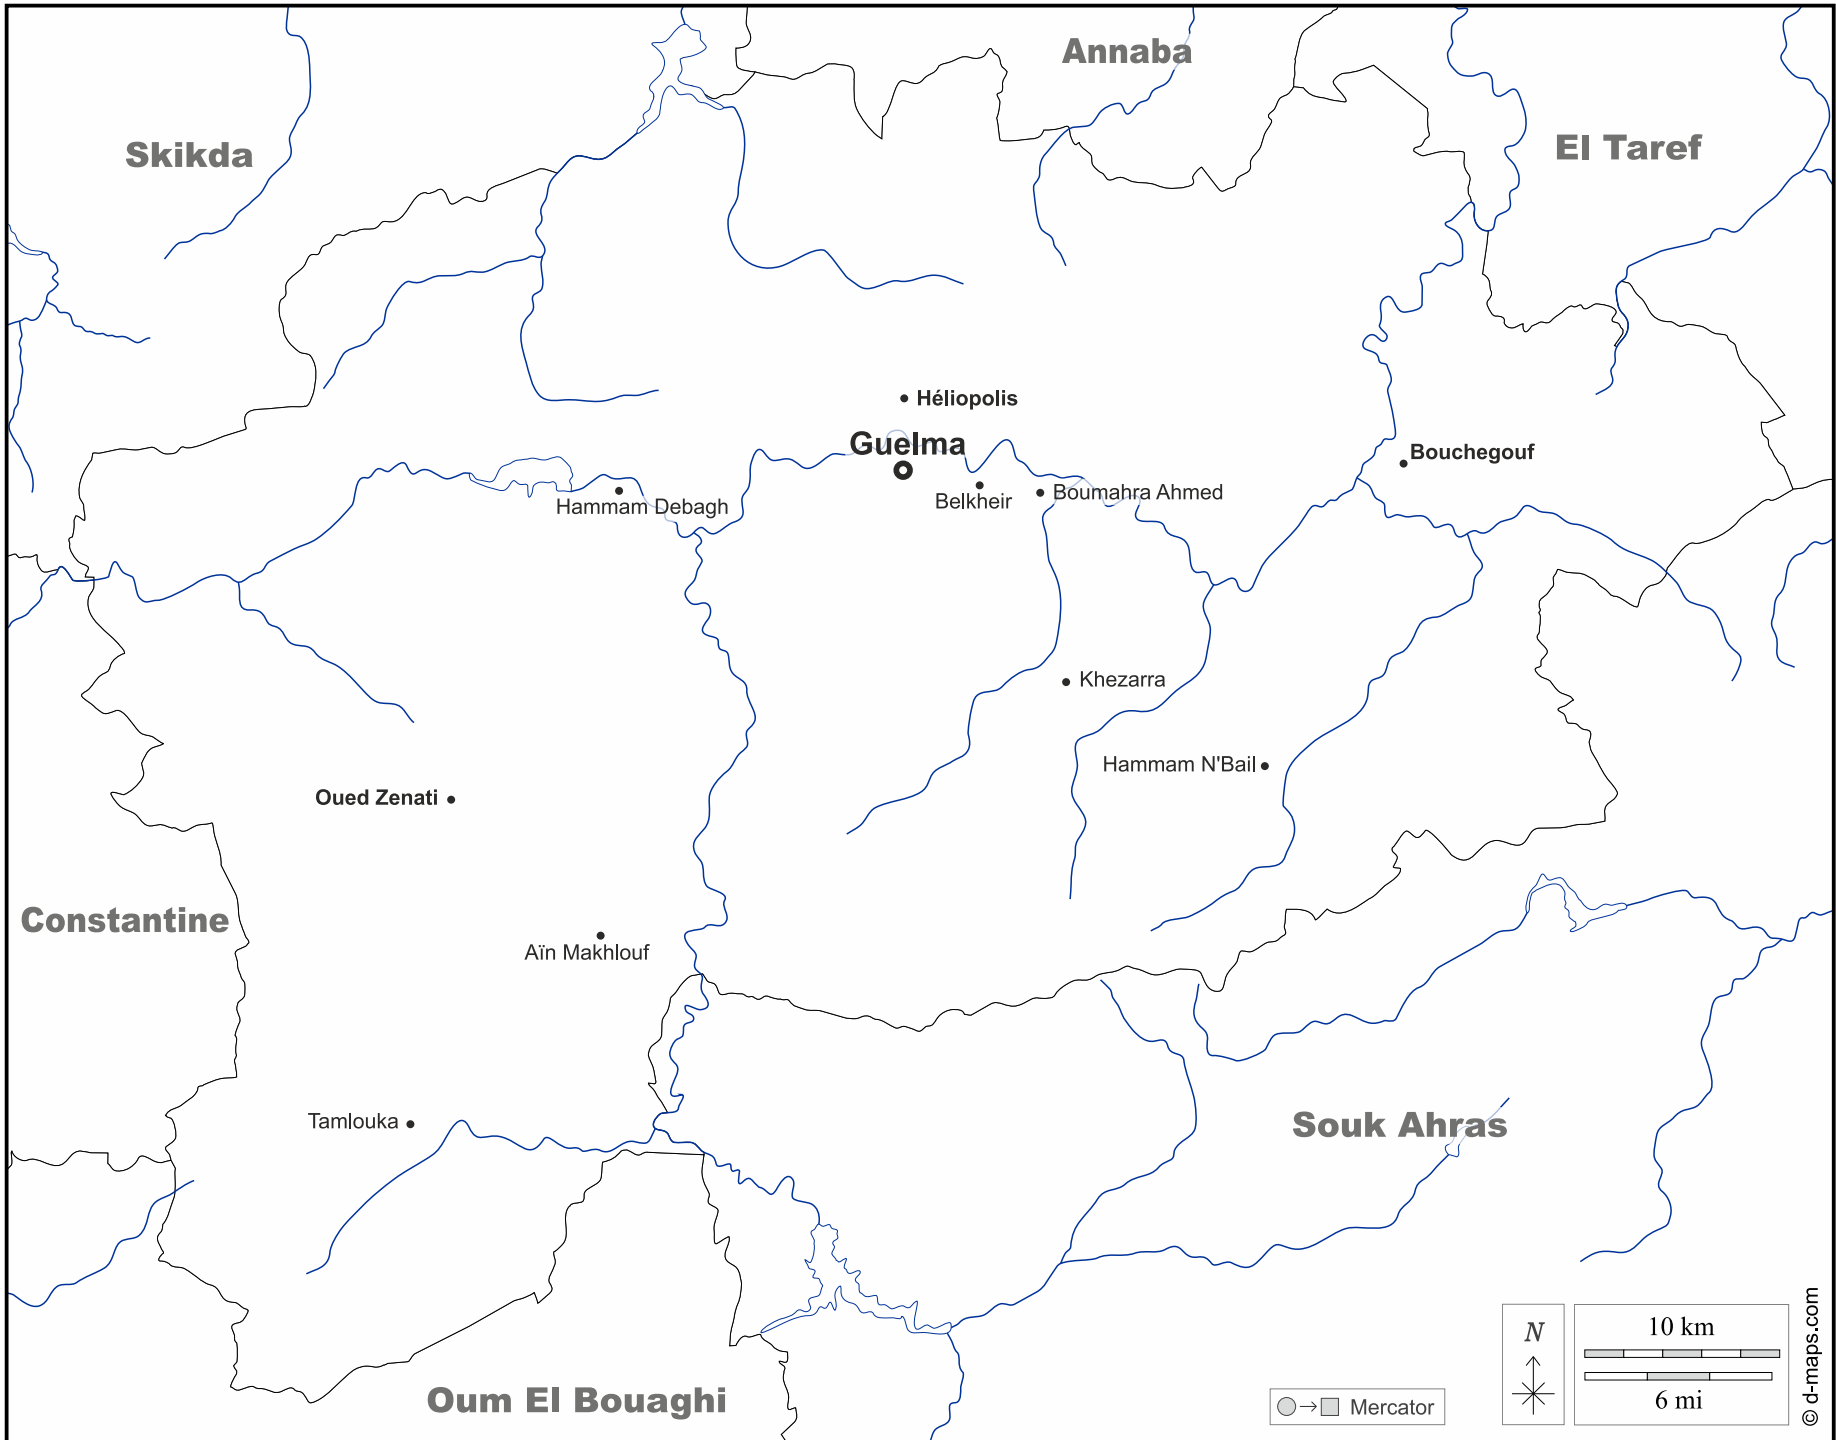 Annaba
Skikda
El Taref
Héliopolis
Guelma
Bouchegouf
Hammam Debagh
Belkheir
Boumahra Ahmed
Khezarra
Hammam N'Bail
Oued Zenati
Constantine
Aïn Makhlouf
Tamlouka
Souk Ahras
Oum El Bouaghi
N
10 km
6 mi
Mercator
© d-maps.com